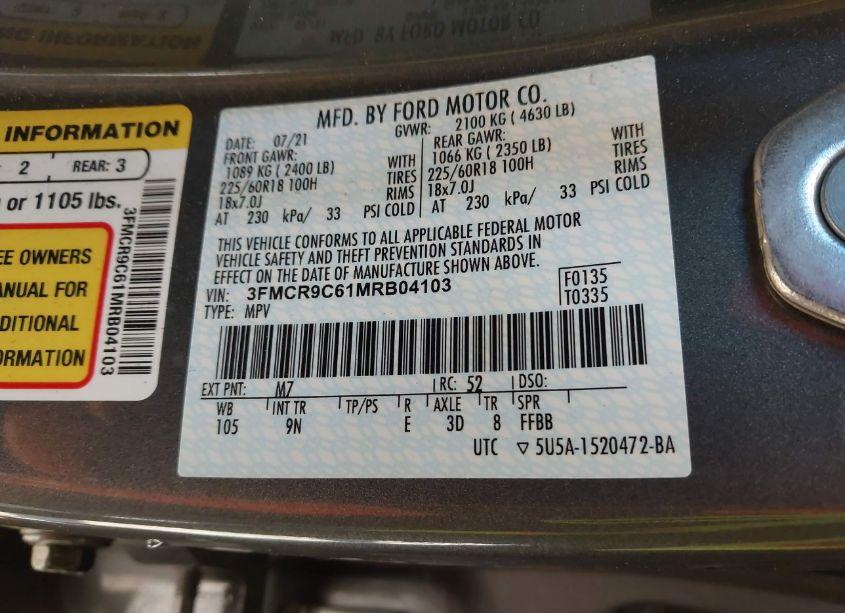 MFD. BY FORD MOTOR CO.
DATE: 07/21 GVWR: 2100 KG ( 4630 LB)
FRONT GAWR: REAR GAWR:
1089 KG ( 2400 LB) WITH 1066 KG ( 2350 LB) WITH
225/60R18 100H TIRES 225/60R18 100H TIRES
18x7.0J RIMS 18x7.0J RIMS
AT 230 kPa/ 33 PSI COLD AT 230 kPa/ 33 PSI COLD
THIS VEHICLE CONFORMS TO ALL APPLICABLE FEDERAL MOTOR
VEHICLE SAFETY AND THEFT PREVENTION STANDARDS IN
EFFECT ON THE DATE OF MANUFACTURE SHOWN ABOVE.
VIN: 3FMCR9C61MRB04103 F0135
TYPE: MPV T0335
EXT PNT: M7 RC: 52 DSO:
WB INT TR TP/PS R AXLE TR SPR
105 9N E 3D 8 FFBB
UTC ▽ 5U5A-1520472-BA
INFORMATION
2 REAR: 3
or 1105 lbs.
EE OWNERS
ANUAL FOR
DDITIONAL
FORMATION
3FMCR9C61MRB04103